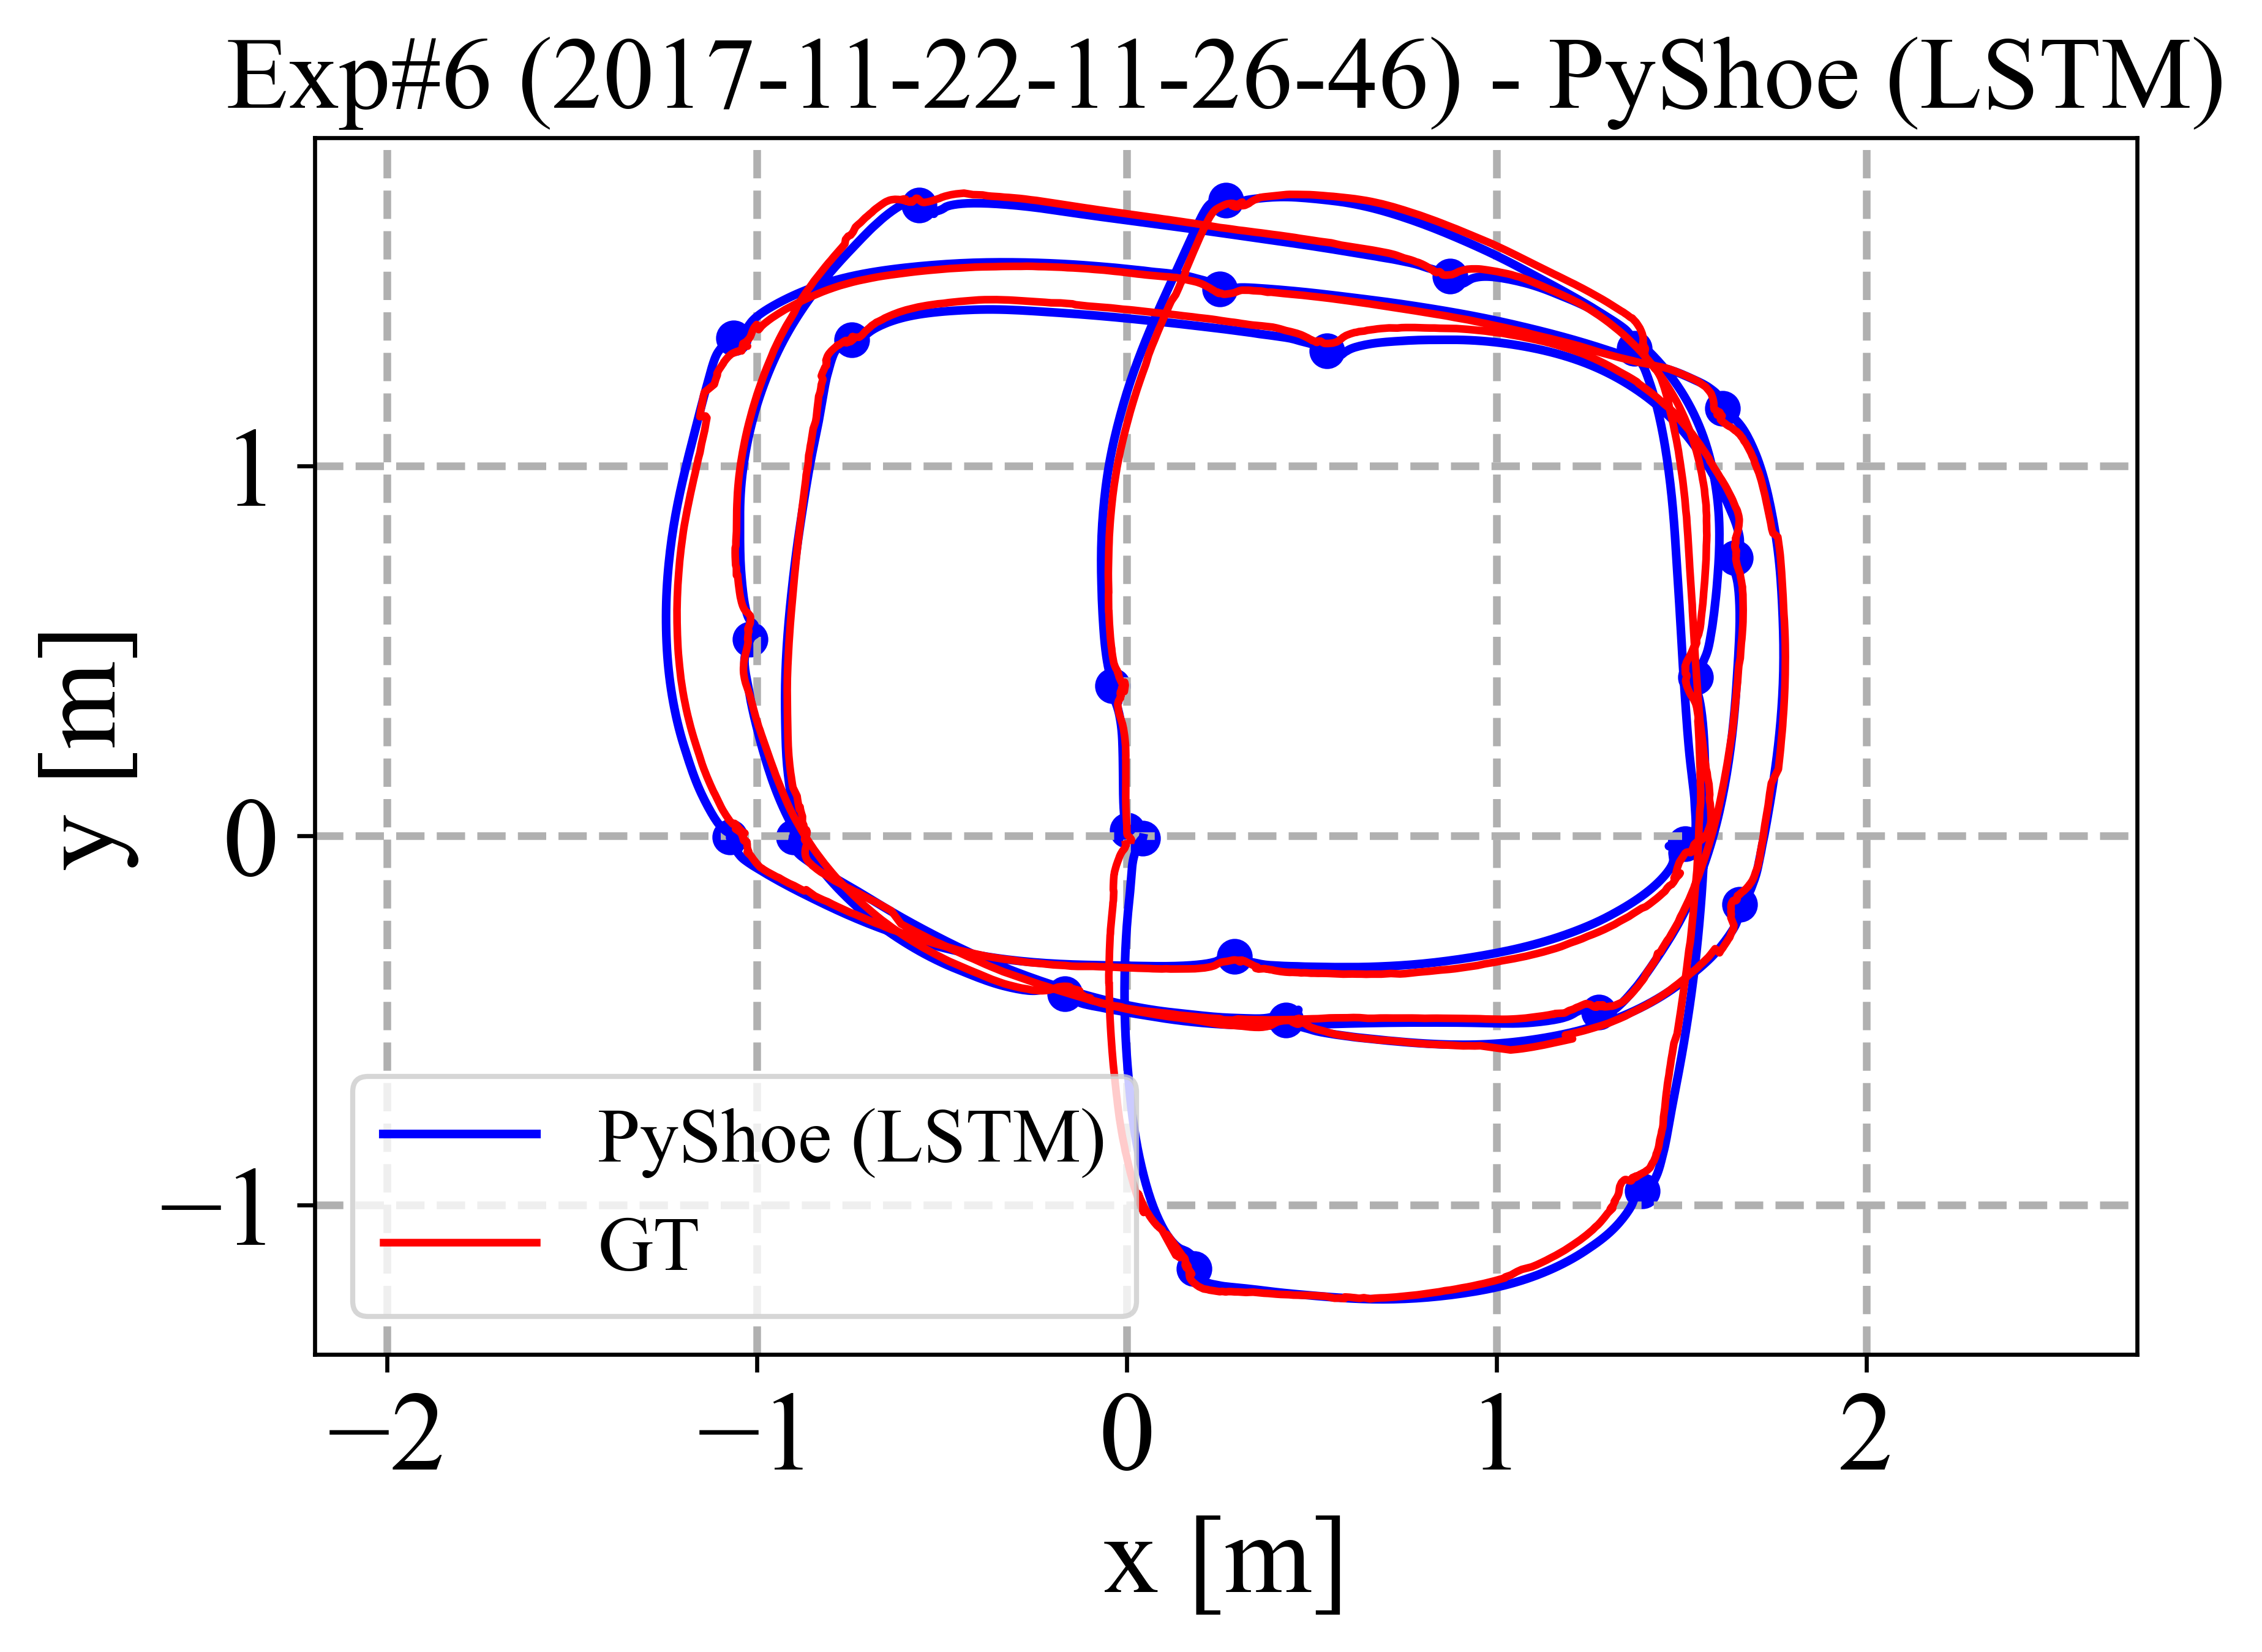 Exp#6 (2017-11-22-11-26-46) - PyShoe (LSTM)
y [m]
1
0
−1
PyShoe (LSTM)
GT
−2 −1 0 1 2
x [m]